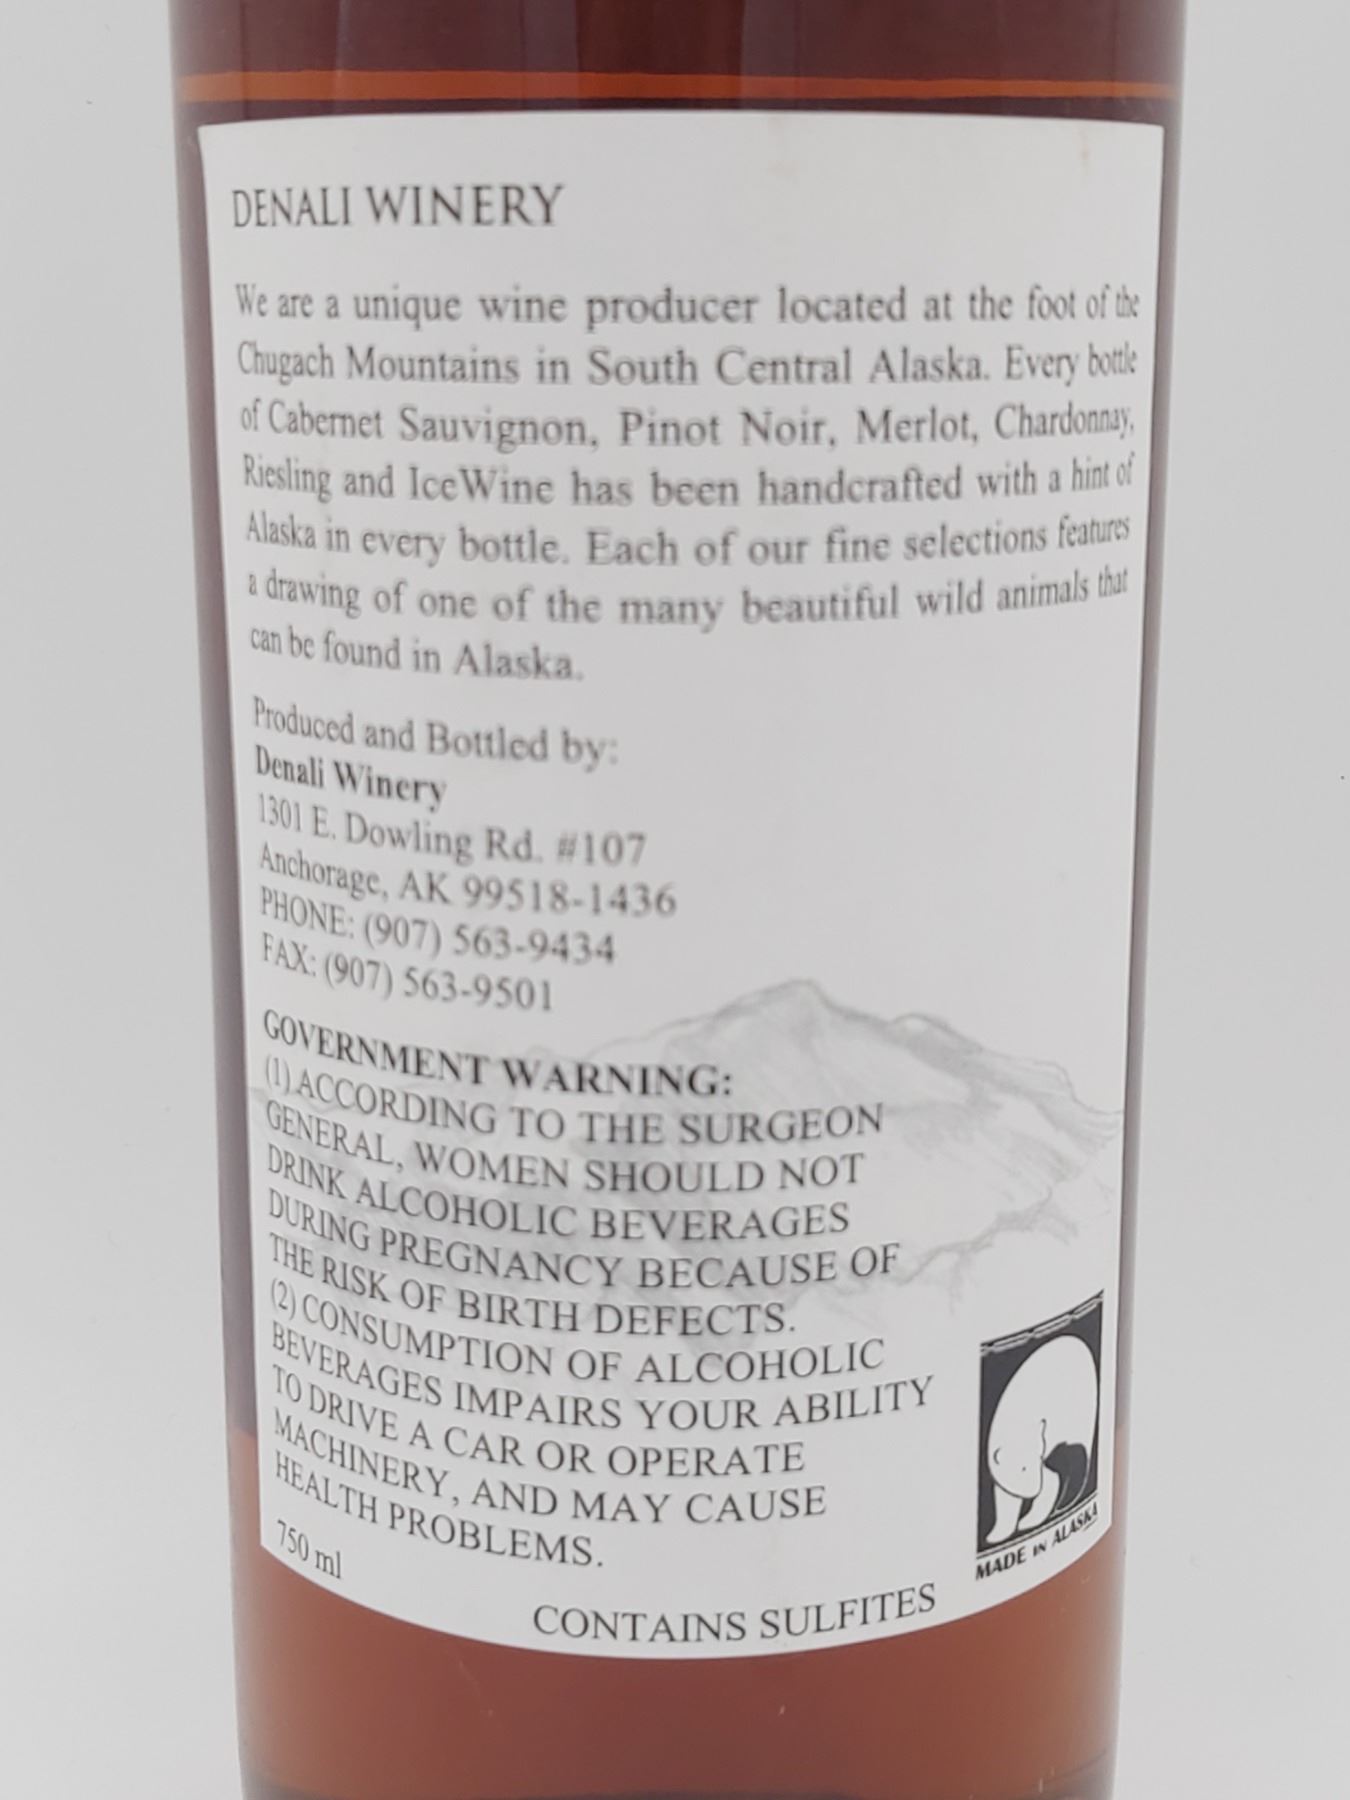 DENALI WINERY
We are a unique wine producer located at the foot of the
Chugach Mountains in South Central Alaska. Every bottle
of Cabernet Sauvignon, Pinot Noir, Merlot, Chardonnay,
Riesling and IceWine has been handcrafted with a hint of
Alaska in every bottle. Each of our fine selections features
a drawing of one of the many beautiful wild animals that
can be found in Alaska.
Produced and Bottled by:
Denali Winery
1301 E. Dowling Rd. #107
Anchorage, AK 99518-1436
PHONE: (907) 563-9434
FAX: (907) 563-9501
GOVERNMENT WARNING:
(1) ACCORDING TO THE SURGEON
GENERAL, WOMEN SHOULD NOT
DRINK ALCOHOLIC BEVERAGES
DURING PREGNANCY BECAUSE OF
THE RISK OF BIRTH DEFECTS.
(2) CONSUMPTION OF ALCOHOLIC
BEVERAGES IMPAIRS YOUR ABILITY
TO DRIVE A CAR OR OPERATE
MACHINERY, AND MAY CAUSE
HEALTH PROBLEMS.
MADE IN ALASKA
750 ml
CONTAINS SULFITES